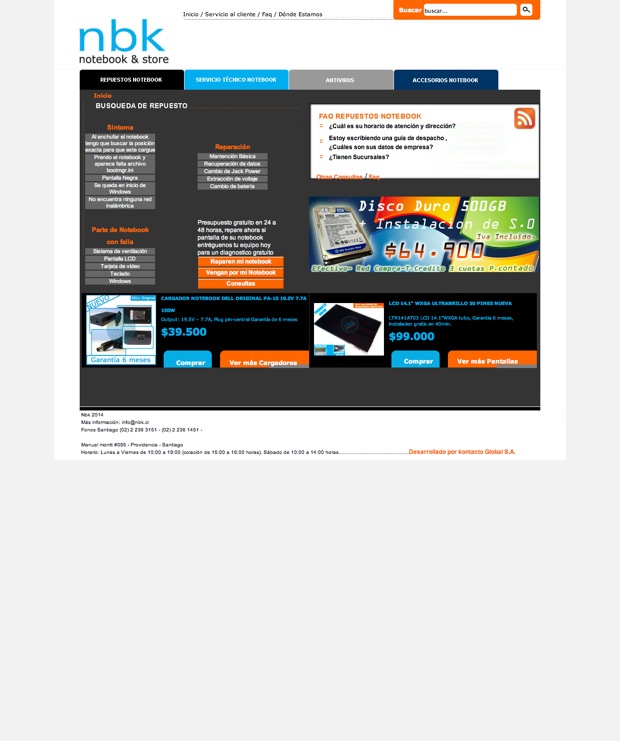 Inicio / Servicio al cliente / Faq / Dónde Estamos
Buscar buscar...
nbk
notebook & store
REPUESTOS NOTEBOOK
SERVICIO TÉCNICO NOTEBOOK
ANTIVIRUS
ACCESORIOS NOTEBOOK
Inicio
BUSQUEDA DE REPUESTO
Sintoma
Al enchufar el notebook
tengo que buscar la posición
exacta para que este cargue
Prendo el notebook y
aparece falta archivo
bootmgr.ini
Pantalla Negra
Se queda en inicio de
Windows
No encuentra ninguna red
inalámbrica
Reparación
Mantención Básica
Recuperación de datos
Cambio de Jack Power
Extracción de voltaje
Cambio de batería
FAQ REPUESTOS NOTEBOOK
¿Cuál es su horario de atención y dirección?
Estoy escribiendo una guía de despacho ,
¿Cuáles son sus datos de empresa?
¿Tienen Sucursales?
Otras Consultas / Faq
Parte de Notebook
con falla
Sistema de ventilación
Pantalla LCD
Tarjeta de video
Teclado
Windows
Presupuesto gratuito en 24 a
48 horas, repare ahora si
pantalla de su notebook
entréguenos tu equipo hoy
para un diagnostico gratuito
Reparen mi notebook
Vengan por mi Notebook
Consultas
Disco Duro 500GB
+ Instalacion de S.O
Iva Incluido.
$64.900
Efectivo- Red Compra-T.Credito 3 cuotas P.contado
NUEVO
Garantía 6 meses
CARGADOR NOTEBOOK DELL ORIGINAL PA-15 19.5V 7.7A
150W
Output: 19.5V – 7.7A, Plug pin-central Garantía de 6 meses
$39.500
Comprar
Ver más Cargadores
LCD 14.1" WXGA ULTRABRILLO 30 PINES NUEVA
LTN141AT03 LCD 14.1"WXGA tubo, Garantía 6 meses,
instalacion gratis en 40min.
$99.000
Comprar
Ver más Pantallas
Nbk 2014
Más información: info@nbk.cl
Fonos Santiago (02) 2 236 3151 - (02) 2 236 1451 -
Manuel montt #095 - Providencia - Santiago
Horario: Lunes a Viernes de 10:00 a 19:00 (colación de 15:00 a 16:00 horas). Sábado de 10:00 a 14:00 horas
Desarrollado por kontacto Global S.A.